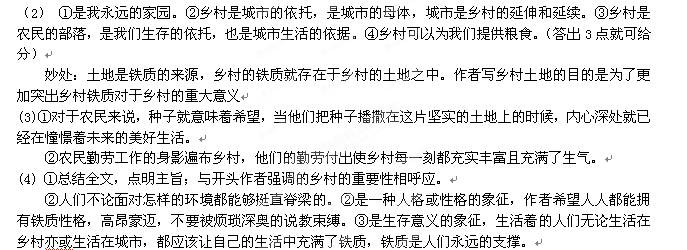 （2） ①是我永远的家园。②乡村是城市的依托，是城市的母体，城市是乡村的延伸和延续。③乡村是
农民的部落，是我们生存的依托，也是城市生活的依据。④乡村可以为我们提供粮食。（答出 3 点就可给
分）
妙处：土地是铁质的来源，乡村的铁质就存在于乡村的土地之中。作者写乡村土地的目的是为了更
加突出乡村铁质对于乡村的重大意义
(3)①对于农民来说，种子就意味着希望，当他们把种子播撒在这片坚实的土地上的时候，内心深处就已
经在憧憬着未来的美好生活。
②农民勤劳工作的身影遍布乡村，他们的勤劳付出使乡村每一刻都充实丰富且充满了生气。
(4) ①总结全文，点明主旨；与开头作者强调的乡村的重要性相呼应。
②人们不论面对怎样的环境都能够挺直脊梁的。②是一种人格或性格的象征，作者希望人人都能拥
有铁质性格，高昂豪迈，不要被烦琐深奥的说教束缚。③是生存意义的象征，生活着的人们无论生活在
乡村亦或生活在城市，都应该让自己的生活中充满了铁质，铁质是人们永远的支撑。